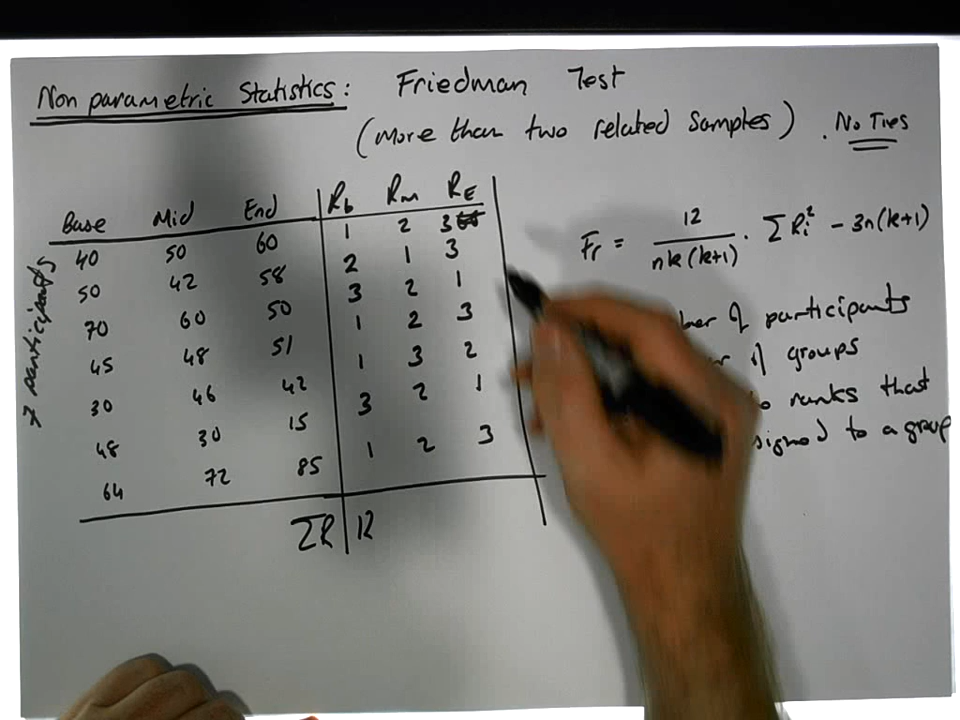 Non parametric Statistics: Friedman Test
(More than two related Samples) . No Ties
Base Mid End Rb Rm RE
40 50 60 1 2 3
50 42 58 2 1 3
70 60 50 3 2 1
45 48 51 1 2 3
30 46 42 1 3 2
48 30 15 3 2 1
64 72 85 1 2 3
ΣR 12
7 participants
Fr = 12 / nk(k+1) . ΣRi² - 3n(k+1)
participants
groups
ranks that
to a group